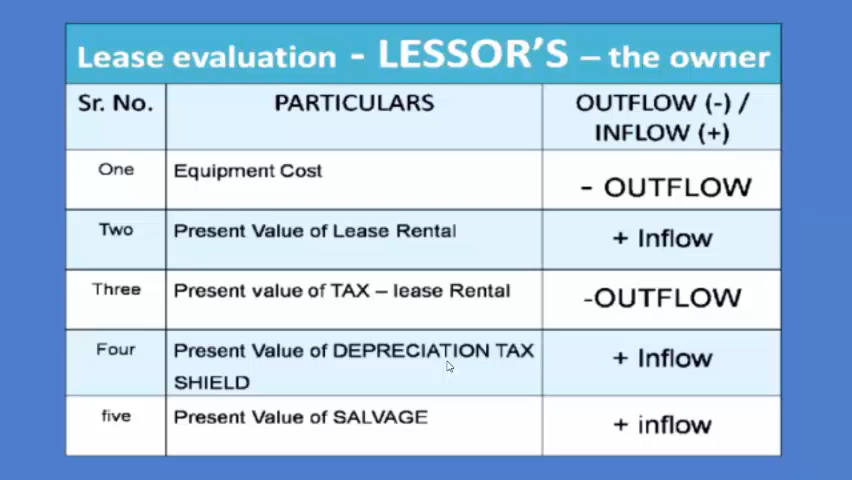 Lease evaluation - LESSOR'S – the owner
Sr. No. PARTICULARS OUTFLOW (-) /
INFLOW (+)
One Equipment Cost - OUTFLOW
Two Present Value of Lease Rental + Inflow
Three Present value of TAX – lease Rental -OUTFLOW
Four Present Value of DEPRECIATION TAX + Inflow
SHIELD
five Present Value of SALVAGE + inflow